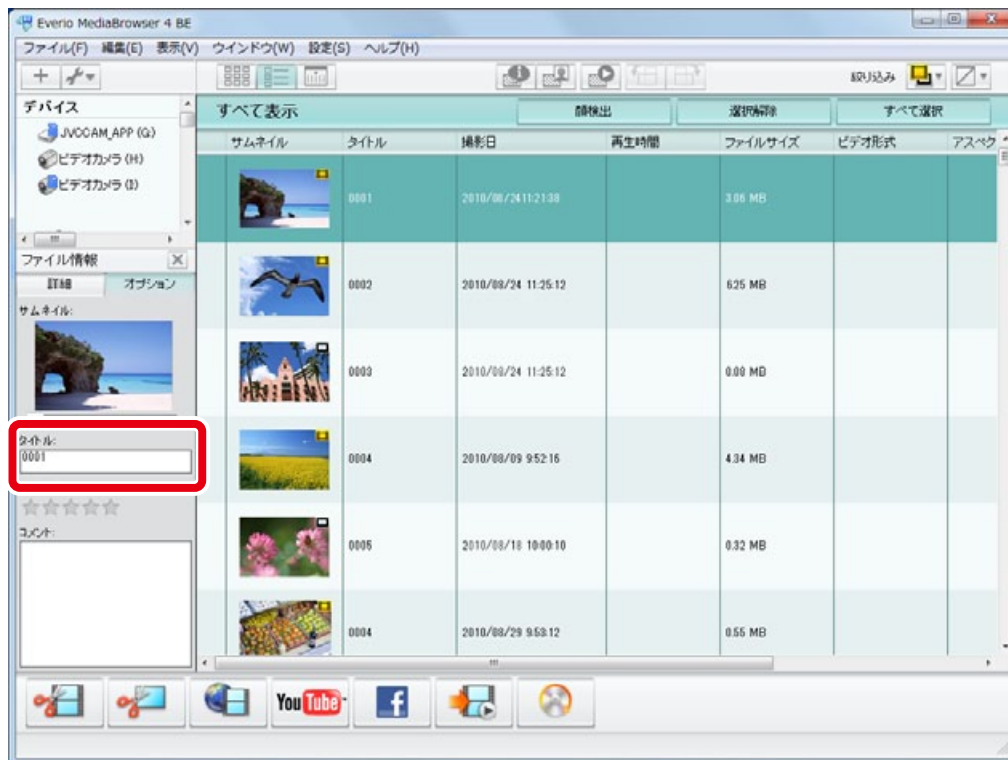 Everio MediaBrowser 4 BE
ファイル(F) 編集(E) 表示(V) ウインドウ(W) 設定(S) ヘルプ(H)
絞り込み
デバイス
JVCCAM_APP (G)
ビデオカメラ (H)
ビデオカメラ (I)
ファイル情報
詳細 オプション
サムネイル:
タイトル:
0001
コメント:
すべて表示 顔検出 選択解除 すべて選択
サムネイル タイトル 撮影日 再生時間 ファイルサイズ ビデオ形式 アスペク
0001 2010/08/24 11:21:38 3.06 MB
0002 2010/08/24 11:25:12 6.25 MB
0003 2010/08/24 11:25:12 0.08 MB
0004 2010/08/09 9:52:16 4.34 MB
0005 2010/08/18 10:00:10 0.32 MB
0004 2010/08/29 9:53:12 0.55 MB
YouTube
f